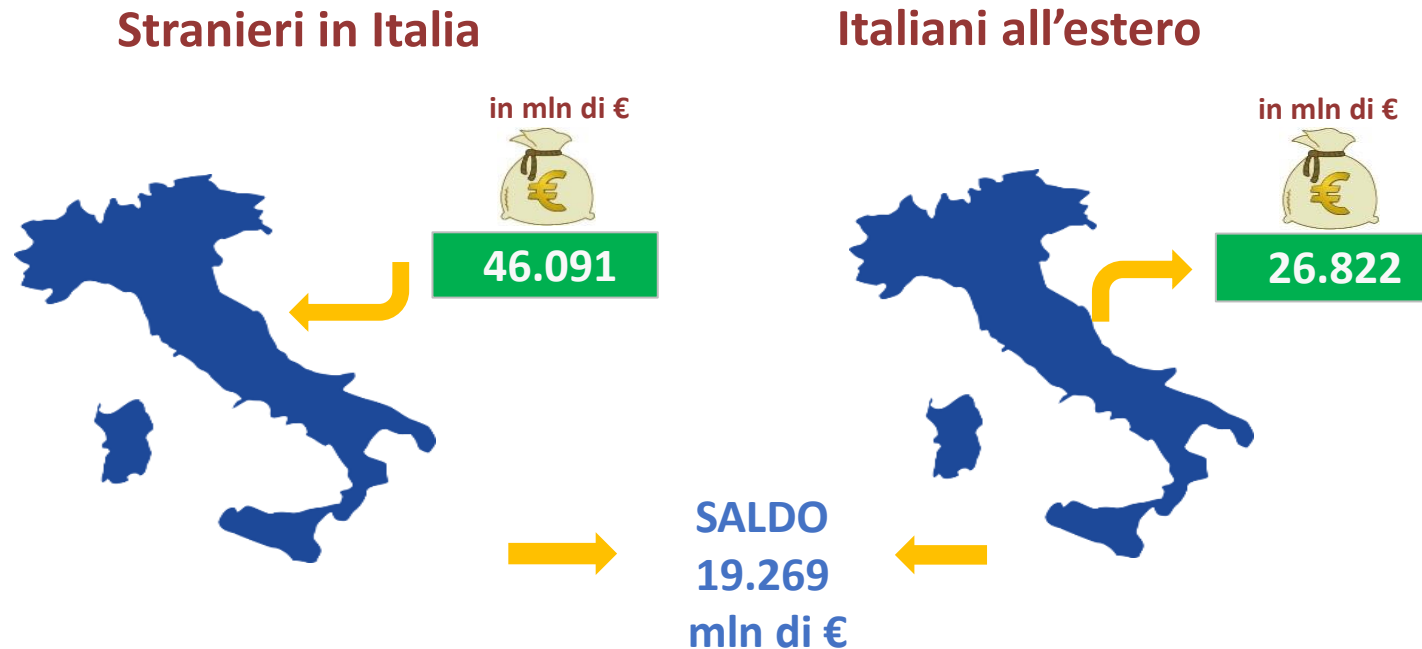 Stranieri in Italia
in mln di €
€
46.091
Italiani all’estero
in mln di €
€
26.822
SALDO
19.269
mln di €